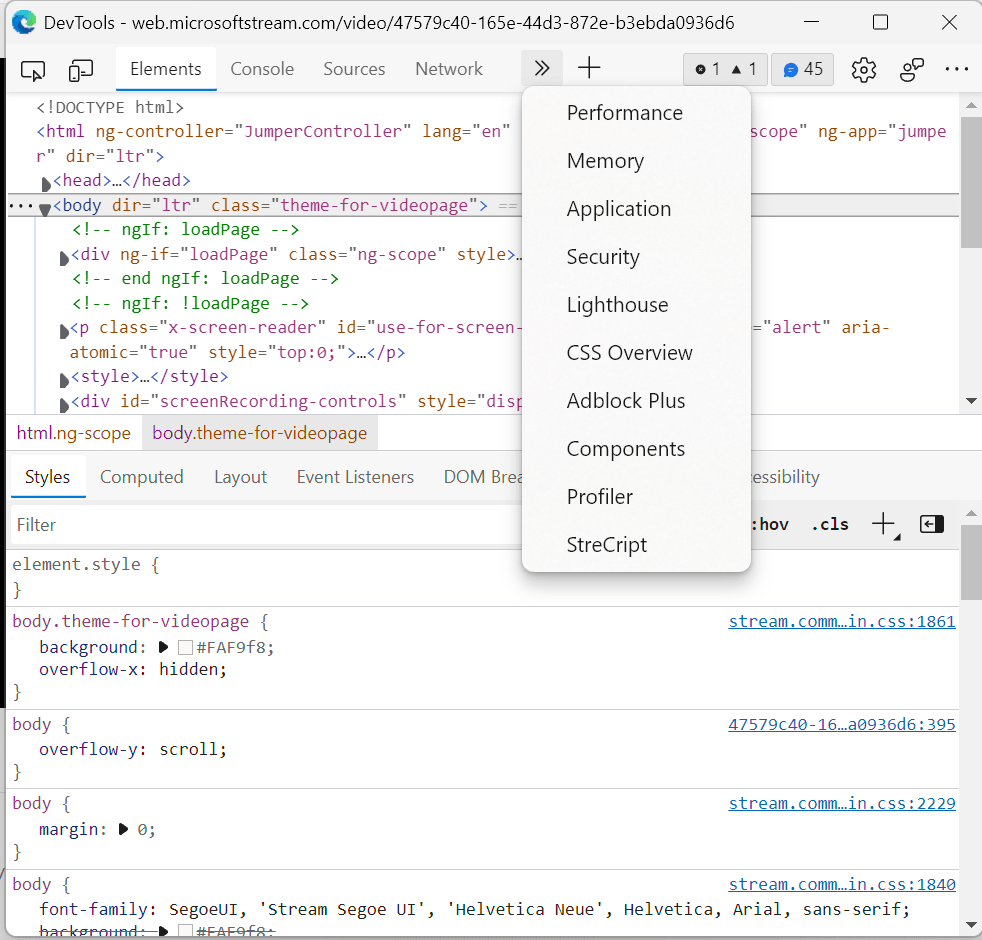 DevTools - web.microsoftstream.com/video/47579c40-165e-44d3-872e-b3ebda0936d6
Elements Console Sources Network 1 1 45
Performance
Memory
Application
Security
Lighthouse
CSS Overview
Adblock Plus
Components
Profiler
StreCript
<!DOCTYPE html>
<html ng-controller="JumperController" lang="en" scope" ng-app="jumpe
r" dir="ltr">
<head>…</head>
<body dir="ltr" class="theme-for-videopage"> ==
<!-- ngIf: loadPage -->
<div ng-if="loadPage" class="ng-scope" style>…
<!-- end ngIf: loadPage -->
<!-- ngIf: !loadPage -->
<p class="x-screen-reader" id="use-for-screen- ="alert" aria-
atomic="true" style="top:0;">…</p>
<style>…</style>
<div id="screenRecording-controls" style="disp
html.ng-scope body.theme-for-videopage
Styles Computed Layout Event Listeners DOM Brea essibility
Filter :hov .cls
element.style {
}
body.theme-for-videopage { stream.comm…in.css:1861
background: #FAF9f8;
overflow-x: hidden;
}
body { 47579c40-16…a0936d6:395
overflow-y: scroll;
}
body { stream.comm…in.css:2229
margin: 0;
}
body { stream.comm…in.css:1840
font-family: SegoeUI, 'Stream Segoe UI', 'Helvetica Neue', Helvetica, Arial, sans-serif;
background: #FAF9f8;